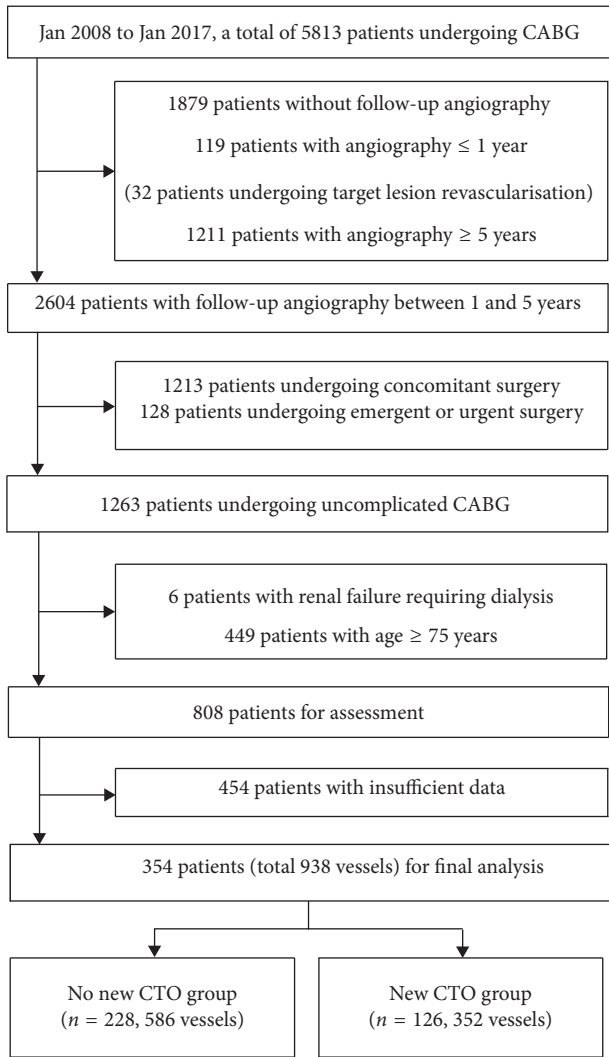 Jan 2008 to Jan 2017, a total of 5813 patients undergoing CABG
1879 patients without follow-up angiography
119 patients with angiography ≤ 1 year
(32 patients undergoing target lesion revascularisation)
1211 patients with angiography ≥ 5 years
2604 patients with follow-up angiography between 1 and 5 years
1213 patients undergoing concomitant surgery
128 patients undergoing emergent or urgent surgery
1263 patients undergoing uncomplicated CABG
6 patients with renal failure requiring dialysis
449 patients with age ≥ 75 years
808 patients for assessment
454 patients with insufficient data
354 patients (total 938 vessels) for final analysis
No new CTO group
(n = 228, 586 vessels)
New CTO group
(n = 126, 352 vessels)